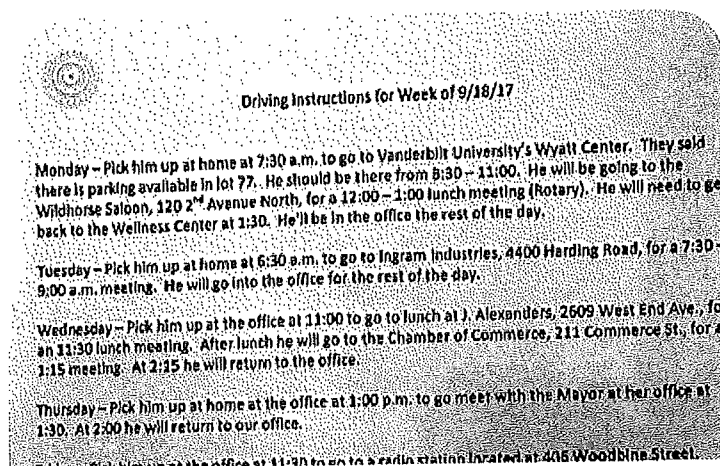 Driving Instructions for Week of 9/18/17
Monday – Pick him up at home at 7:30 a.m. to go to Vanderbilt University's Wyatt Center. They said
there is parking available in lot 77. He should be there from 8:30 – 11:00. He will be going to the
Wildhorse Saloon, 120 2nd Avenue North, for a 12:00 – 1:00 lunch meeting (Rotary). He will need to ge
back to the Wellness Center at 1:30. He'll be in the office the rest of the day.
Tuesday – Pick him up at home at 6:30 a.m. to go to Ingram Industries, 4400 Harding Road, for a 7:30 –
9:00 a.m. meeting. He will go into the office for the rest of the day.
Wednesday – Pick him up at the office at 11:00 to go to lunch at J. Alexanders, 2609 West End Ave., fo
an 11:30 lunch meeting. After lunch he will go to the Chamber of Commerce, 211 Commerce St., for a
1:15 meeting. At 2:15 he will return to the office.
Thursday – Pick him up at home at the office at 1:00 p.m. to go meet with the Mayor at her office at
1:30. At 2:00 he will return to our office.
him up at the office at 11:30 to go to a radio station located at 405 Woodbine Street.